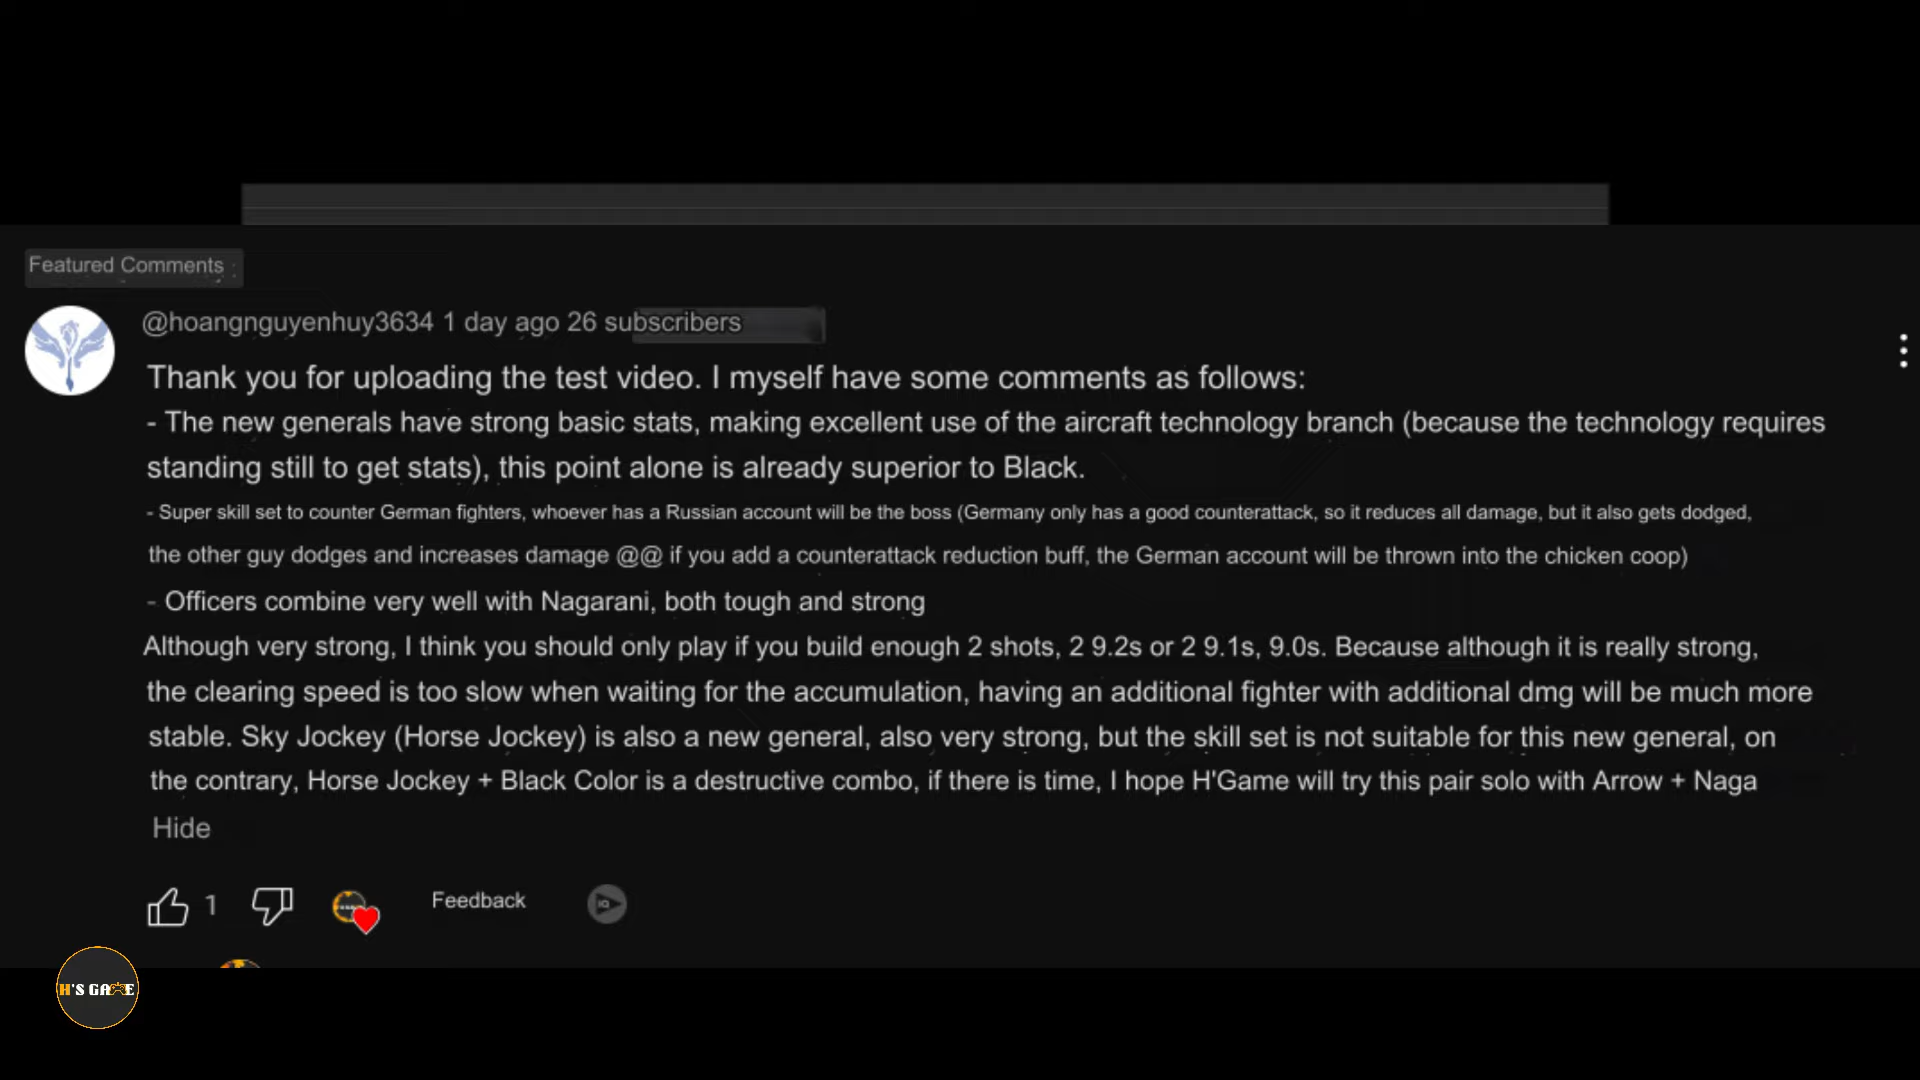 Featured Comments :
@hoangnguyenhuy3634 1 day ago 26 subscribers
Thank you for uploading the test video. I myself have some comments as follows:
- The new generals have strong basic stats, making excellent use of the aircraft technology branch (because the technology requires
standing still to get stats), this point alone is already superior to Black.
- Super skill set to counter German fighters, whoever has a Russian account will be the boss (Germany only has a good counterattack, so it reduces all damage, but it also gets dodged,
the other guy dodges and increases damage @@ if you add a counterattack reduction buff, the German account will be thrown into the chicken coop)
- Officers combine very well with Nagarani, both tough and strong
Although very strong, I think you should only play if you build enough 2 shots, 2 9.2s or 2 9.1s, 9.0s. Because although it is really strong,
the clearing speed is too slow when waiting for the accumulation, having an additional fighter with additional dmg will be much more
stable. Sky Jockey (Horse Jockey) is also a new general, also very strong, but the skill set is not suitable for this new general, on
the contrary, Horse Jockey + Black Color is a destructive combo, if there is time, I hope H'Game will try this pair solo with Arrow + Naga
Hide
1
Feedback
H'S GAME